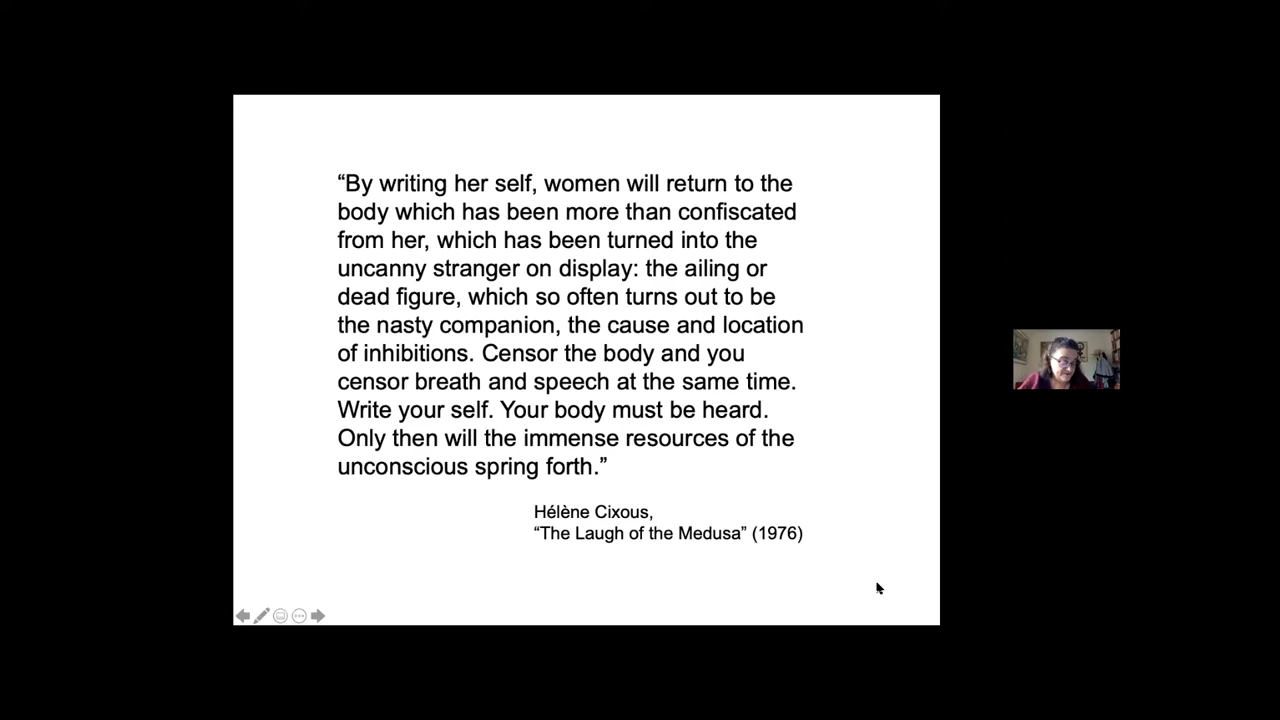 “By writing her self, women will return to the
body which has been more than confiscated
from her, which has been turned into the
uncanny stranger on display: the ailing or
dead figure, which so often turns out to be
the nasty companion, the cause and location
of inhibitions. Censor the body and you
censor breath and speech at the same time.
Write your self. Your body must be heard.
Only then will the immense resources of the
unconscious spring forth.”
Hélène Cixous,
“The Laugh of the Medusa” (1976)